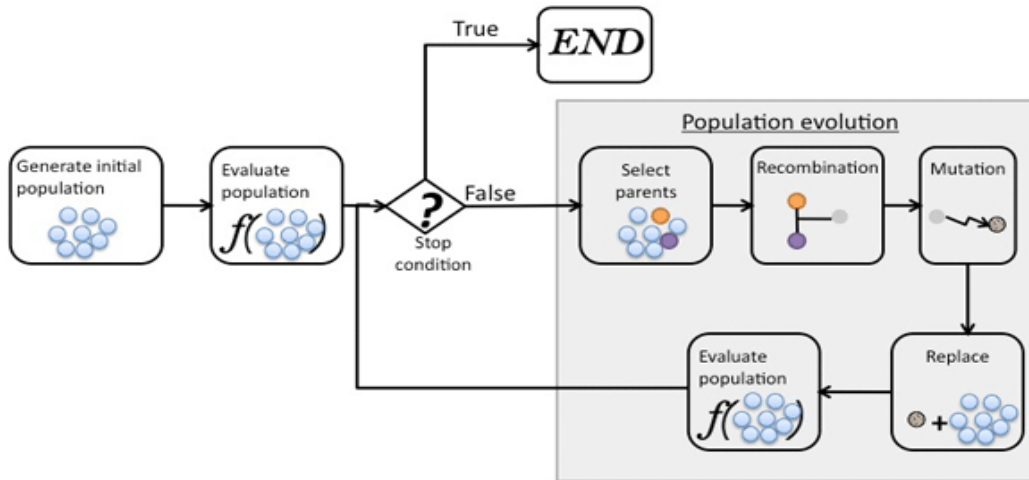 True
END
Population evolution
Generate initial
population
Evaluate
population
f( )
?
Stop
condition
False
Select
parents
Recombination
Mutation
Evaluate
population
f( )
Replace
+